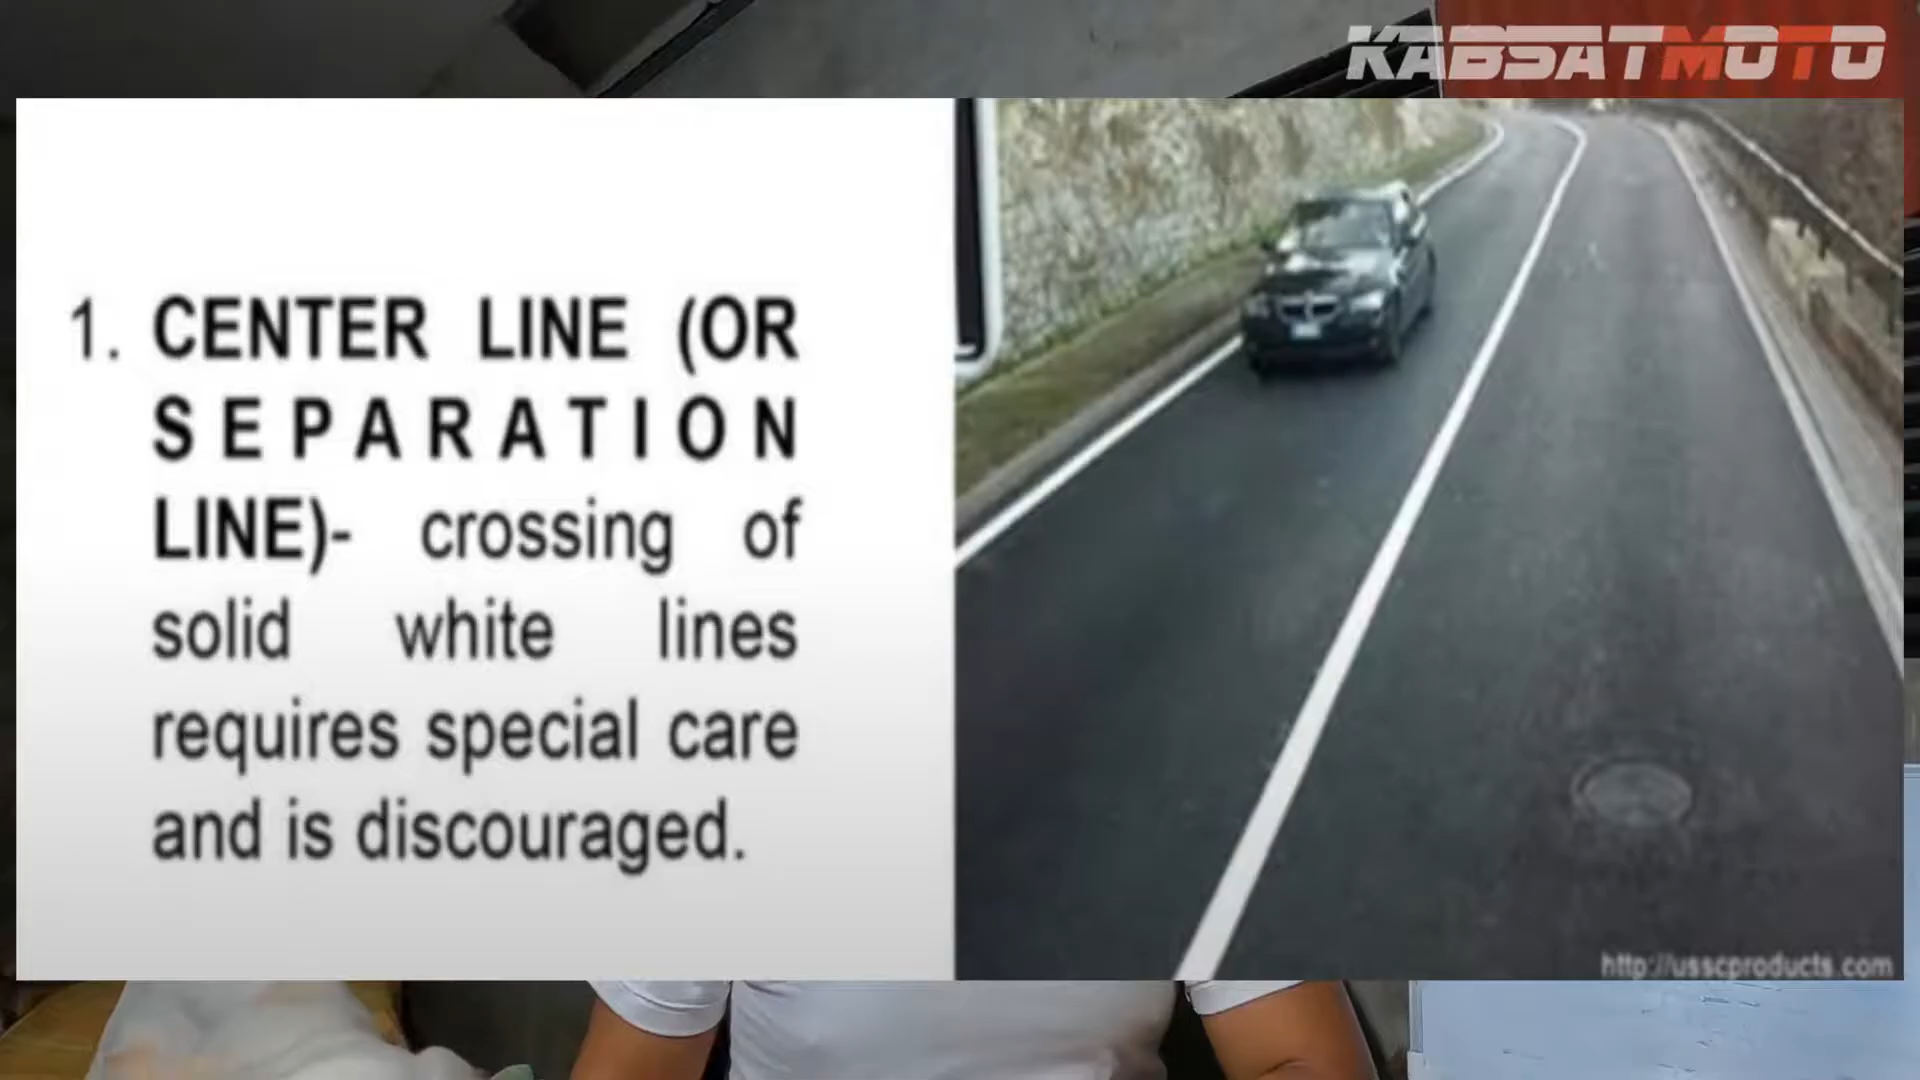 KABSATMOTO
1. CENTER LINE (OR
SEPARATION
LINE)- crossing of
solid white lines
requires special care
and is discouraged.
http://usscproducts.com